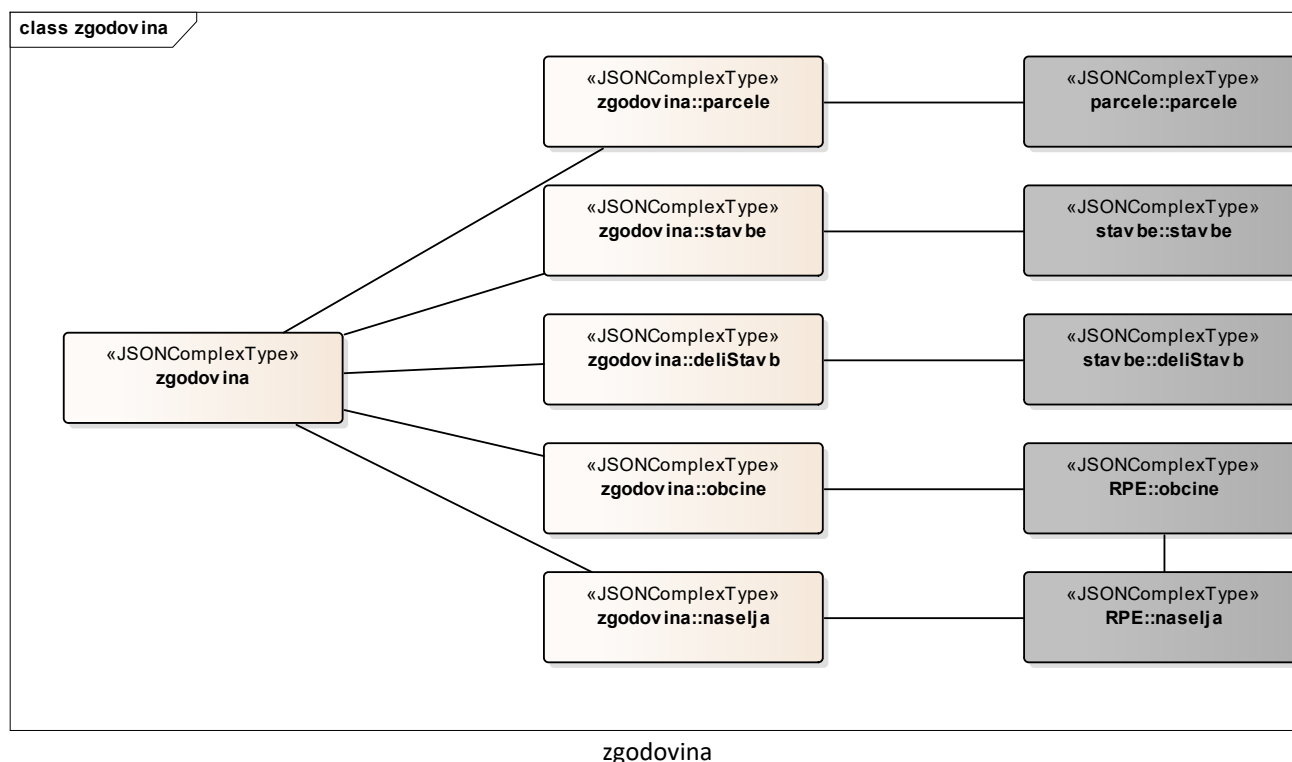 class zgodovina
«JSONComplexType»
zgodovina::parcele
«JSONComplexType»
parcele::parcele
«JSONComplexType»
zgodovina::stavbe
«JSONComplexType»
stavbe::stavbe
«JSONComplexType»
zgodovina
«JSONComplexType»
zgodovina::deliStavb
«JSONComplexType»
stavbe::deliStavb
«JSONComplexType»
zgodovina::obcine
«JSONComplexType»
RPE::obcine
«JSONComplexType»
zgodovina::naselja
«JSONComplexType»
RPE::naselja
zgodovina